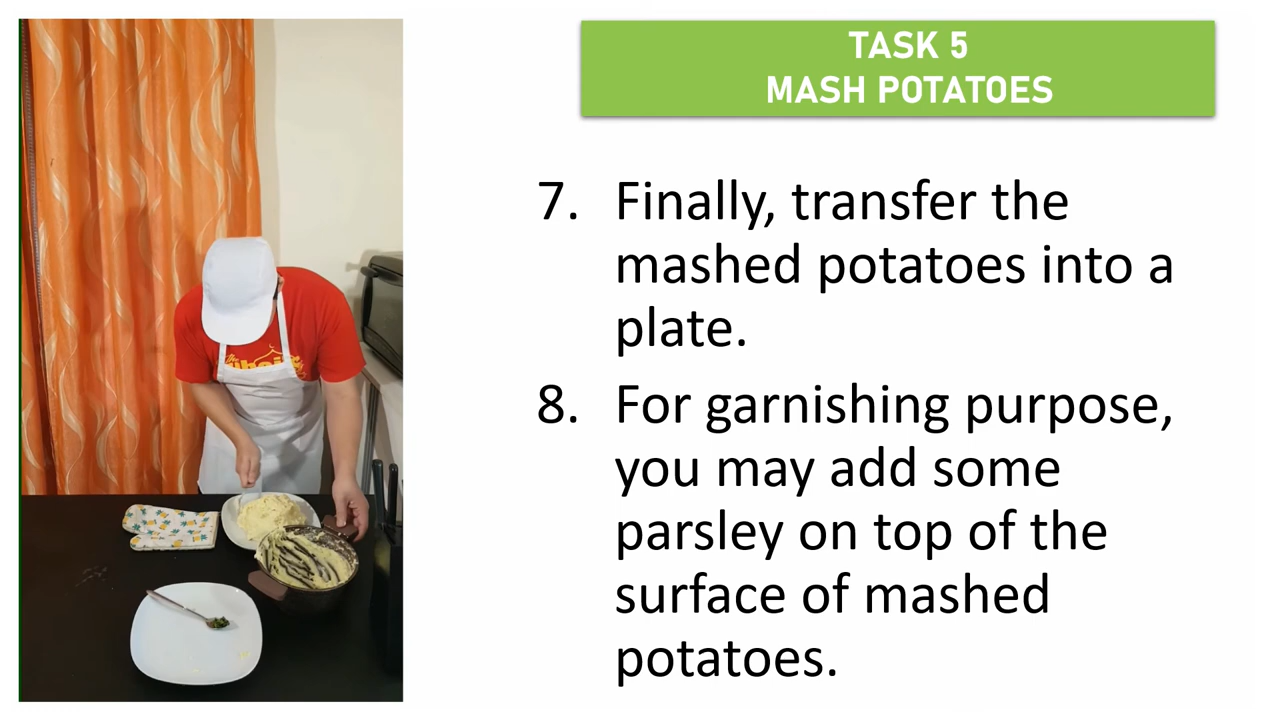 TASK 5
MASH POTATOES
7. Finally, transfer the
mashed potatoes into a
plate.
8. For garnishing purpose,
you may add some
parsley on top of the
surface of mashed
potatoes.